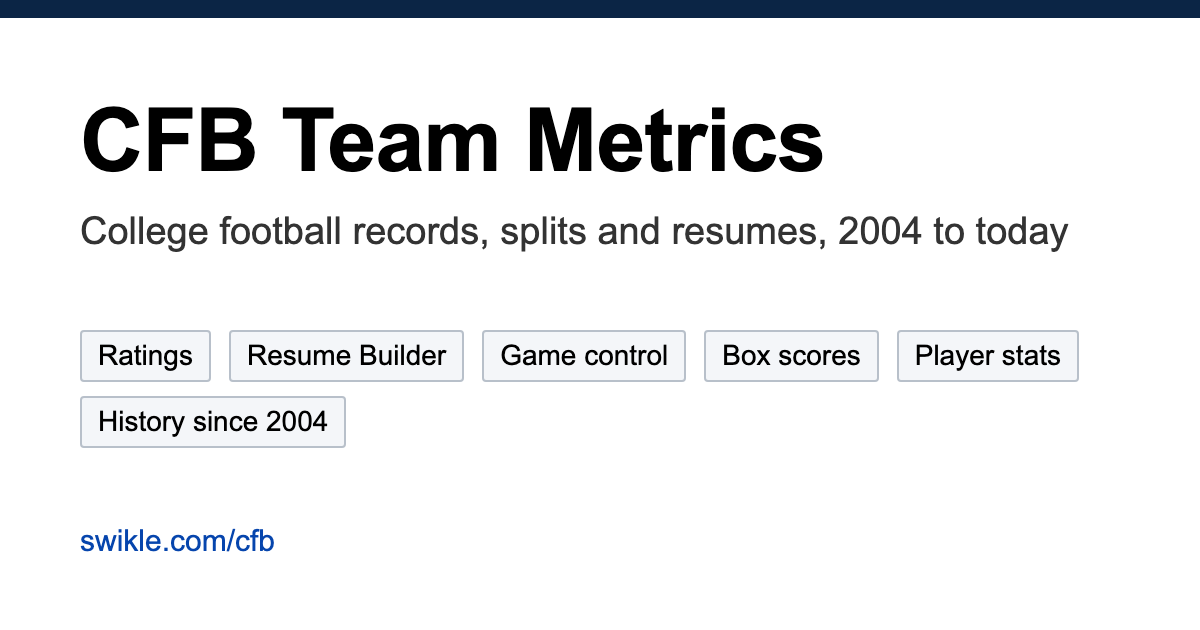 CFB Team Metrics
College football records, splits and resumes, 2004 to today
Ratings Resume Builder Game control Box scores Player stats
History since 2004
swikle.com/cfb